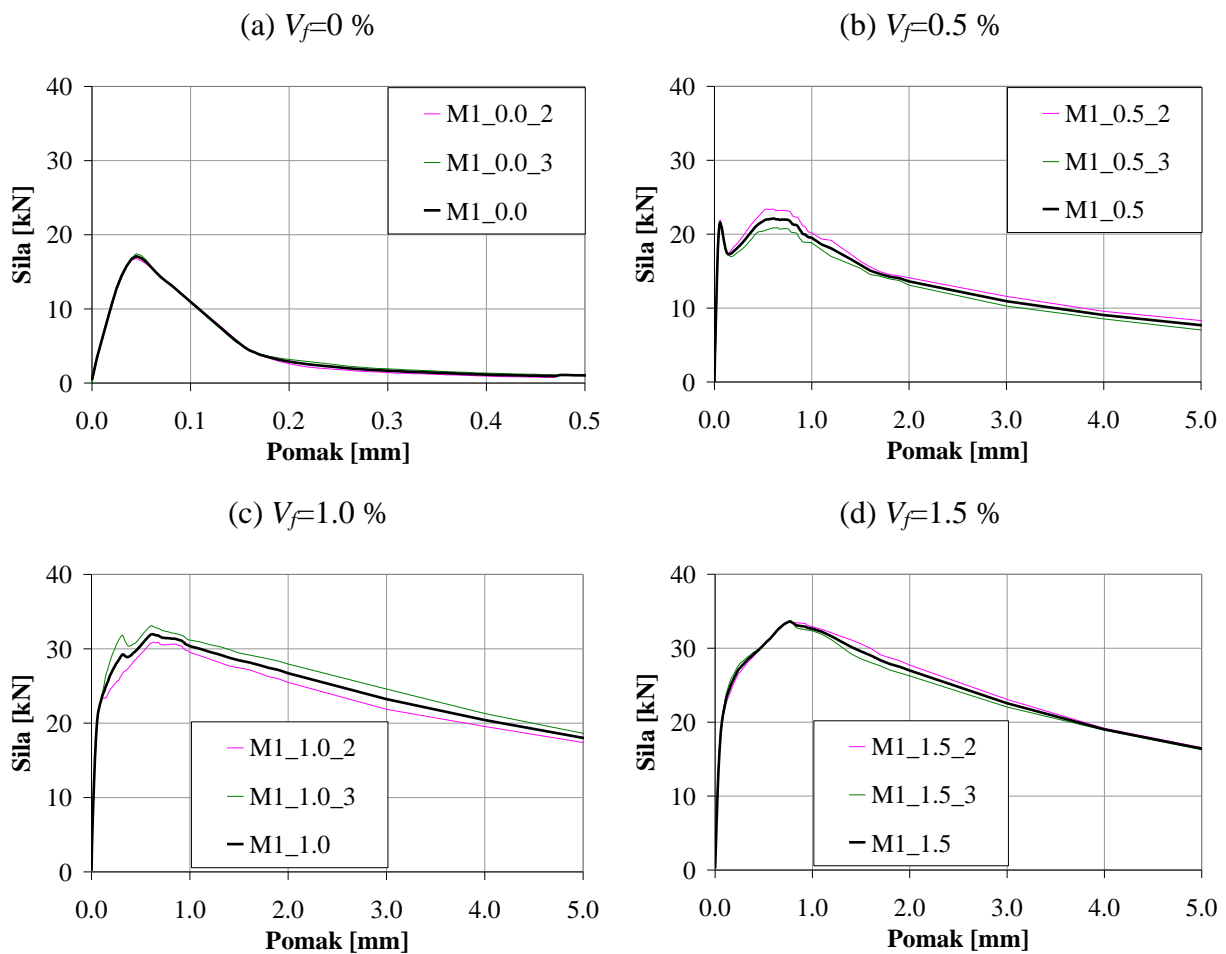 (a) Vf=0 %
40
30
20
10
0
Sila [kN]
M1_0.0_2
M1_0.0_3
M1_0.0
0.0 0.1 0.2 0.3 0.4 0.5
Pomak [mm]
(b) Vf=0.5 %
40
30
20
10
0
Sila [kN]
M1_0.5_2
M1_0.5_3
M1_0.5
0.0 1.0 2.0 3.0 4.0 5.0
Pomak [mm]
(c) Vf=1.0 %
40
30
20
10
0
Sila [kN]
M1_1.0_2
M1_1.0_3
M1_1.0
0.0 1.0 2.0 3.0 4.0 5.0
Pomak [mm]
(d) Vf=1.5 %
40
30
20
10
0
Sila [kN]
M1_1.5_2
M1_1.5_3
M1_1.5
0.0 1.0 2.0 3.0 4.0 5.0
Pomak [mm]